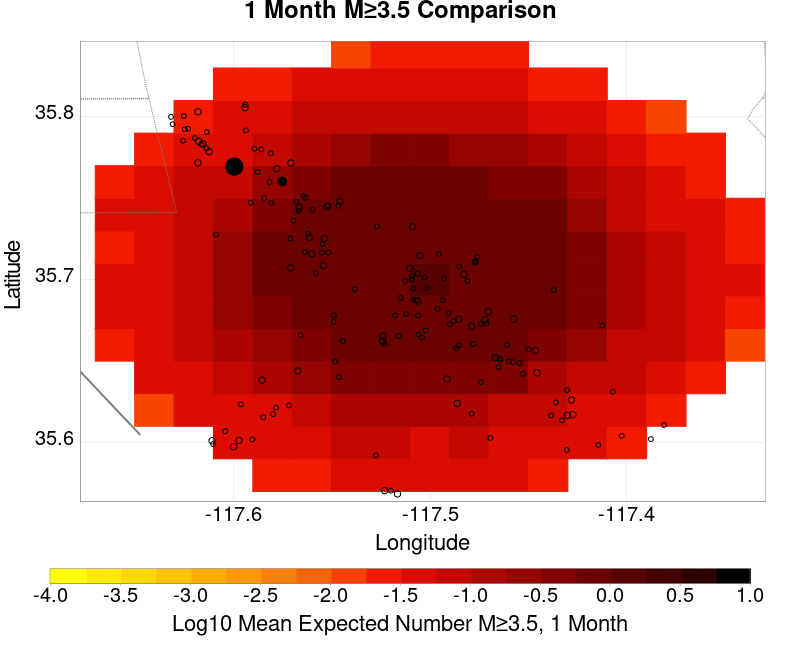 1 Month M≥3.5 Comparison
Latitude
35.8
35.7
35.6
-117.6 -117.5 -117.4
Longitude
-4.0 -3.5 -3.0 -2.5 -2.0 -1.5 -1.0 -0.5 0.0 0.5 1.0
Log10 Mean Expected Number M≥3.5, 1 Month